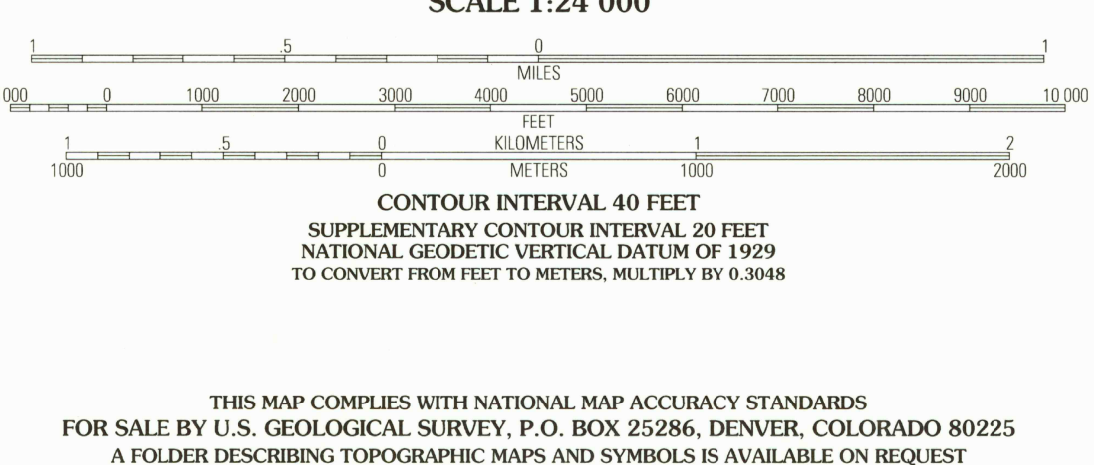 SCALE 1:24 000
1 .5 0 1
MILES
000 0 1000 2000 3000 4000 5000 6000 7000 8000 9000 10 000
FEET
1 .5 0 KILOMETERS 1 2
1000 0 METERS 1000 2000
CONTOUR INTERVAL 40 FEET
SUPPLEMENTARY CONTOUR INTERVAL 20 FEET
NATIONAL GEODETIC VERTICAL DATUM OF 1929
TO CONVERT FROM FEET TO METERS, MULTIPLY BY 0.3048
THIS MAP COMPLIES WITH NATIONAL MAP ACCURACY STANDARDS
FOR SALE BY U.S. GEOLOGICAL SURVEY, P.O. BOX 25286, DENVER, COLORADO 80225
A FOLDER DESCRIBING TOPOGRAPHIC MAPS AND SYMBOLS IS AVAILABLE ON REQUEST